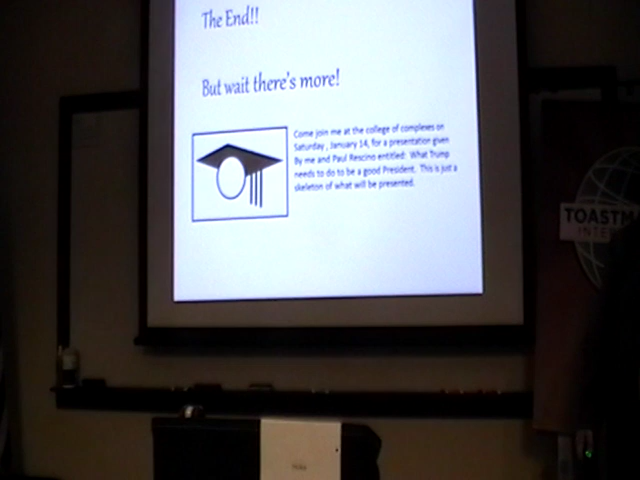 The End!!
But wait there's more!
Come join me at the college of complexes on
Saturday, January 14, for a presentation given
By me and Paul Rescino entitled: What Trump
needs to do to be a good President. This is just a
skeleton of what will be presented.
TOASTM
INTE